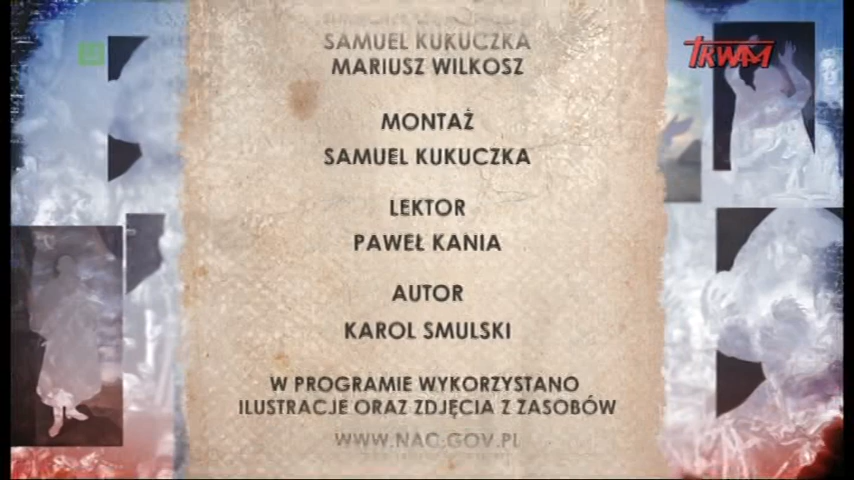 SAMUEL KUKUCZKA
MARIUSZ WILKOSZ
TRWAM
MONTAŻ
SAMUEL KUKUCZKA
LEKTOR
PAWEŁ KANIA
AUTOR
KAROL SMULSKI
W PROGRAMIE WYKORZYSTANO
ILUSTRACJE ORAZ ZDJĘCIA Z ZASOBÓW
WWW.NAC.GOV.PL